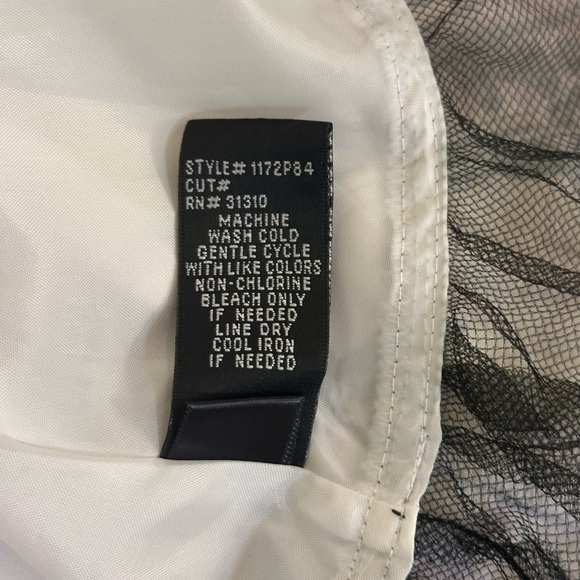 STYLE# 1172P84
CUT#
RN# 31310
MACHINE
WASH COLD
GENTLE CYCLE
WITH LIKE COLORS
NON-CHLORINE
BLEACH ONLY
IF NEEDED
LINE DRY
COOL IRON
IF NEEDED